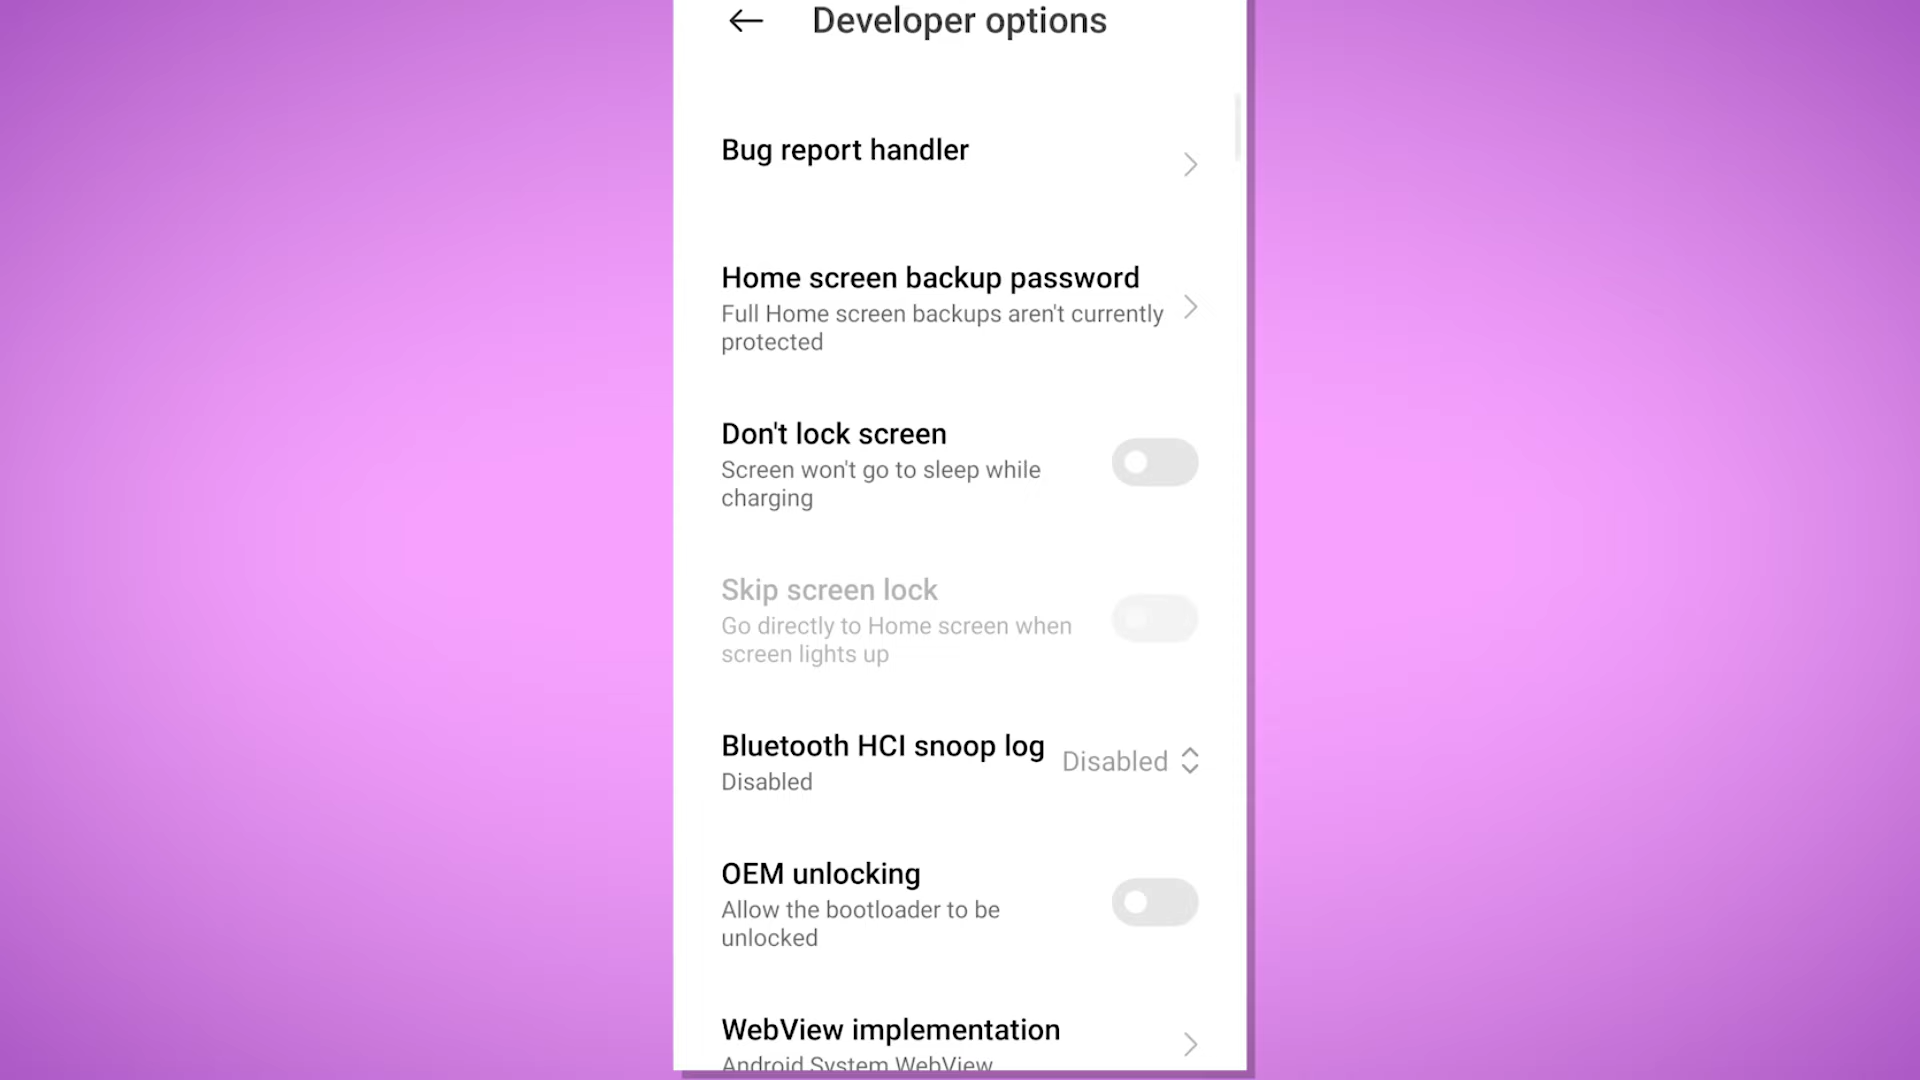 Developer options
Bug report handler
Home screen backup password
Full Home screen backups aren't currently
protected
Don't lock screen
Screen won't go to sleep while
charging
Skip screen lock
Go directly to Home screen when
screen lights up
Bluetooth HCI snoop log
Disabled
Disabled
OEM unlocking
Allow the bootloader to be
unlocked
WebView implementation
Android System WebView